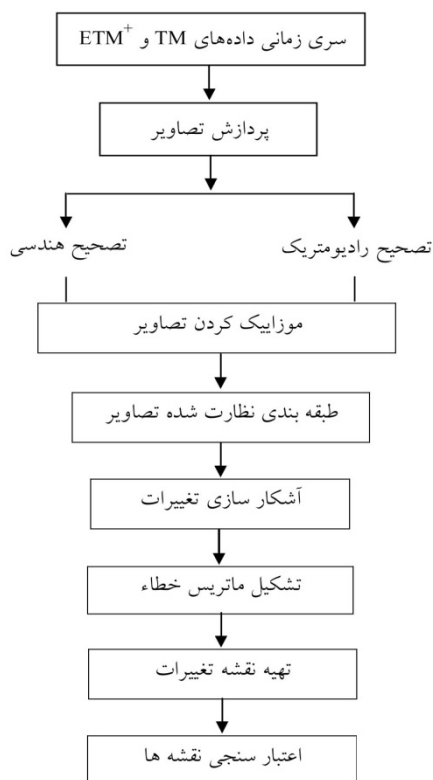 سری زمانی داده‌های TM و ETM+
پردازش تصاویر
تصحیح رادیومتریک
تصحیح هندسی
موزاییک کردن تصاویر
طبقه بندی نظارت شده تصاویر
آشکار سازی تغییرات
تشکیل ماتریس خطاء
تهیه نقشه تغییرات
اعتبار سنجی نقشه ها